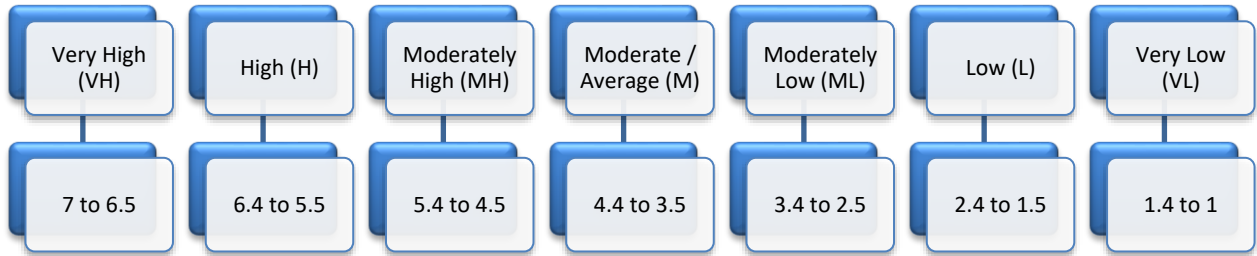 Very High
(VH)
High (H)
Moderately
High (MH)
Moderate /
Average (M)
Moderately
Low (ML)
Low (L)
Very Low
(VL)
7 to 6.5
6.4 to 5.5
5.4 to 4.5
4.4 to 3.5
3.4 to 2.5
2.4 to 1.5
1.4 to 1